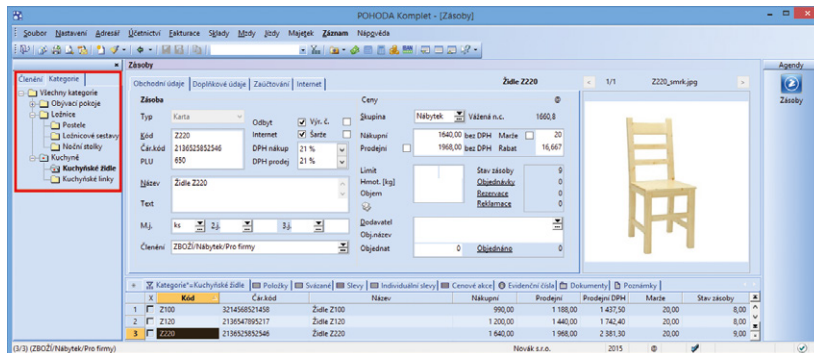 POHODA Komplet - [Zásoby]
Soubor Nastavení Adresář Účetnictví Fakturace Sklady Mzdy Jízdy Majetek Záznam Nápověda
Zásoby
Agendy
Členění Kategorie
Všechny kategorie
Obývací pokoje
Ložnice
Postele
Ložnicové sestavy
Noční stolky
Kuchyně
Kuchyňské židle
Kuchyňské linky
Obchodní údaje Doplňkové údaje Zaúčtování Internet
Židle Z220
1/1 Z220_smrk.jpg
Zásoby
Zásoba
Typ Karta
Kód Z220
Čár.kód 2136525852546
PLU 650
Odbyt Výr. č.
Internet Šarže
DPH nákup 21 %
DPH prodej 21 %
Název Židle Z220
Text
M.j. ks 2.j. 3.j.
Členění ZBOŽÍ/Nábytek/Pro firmy
Ceny
Skupina Nábytek Vážená n.c. 1660,8
Nákupní 1640,00 bez DPH Marže 20
Prodejní 1968,00 bez DPH Rabat 16,667
Limit Stav zásoby 9
Hmot. [kg] Objednávky 0
Objem Rezervace 0
Reklamace 0
Dodavatel
Obj.název
Objednat 0 Objednáno 0
Kategorie*=Kuchyňské židle Položky Svázané Slevy Individuální slevy Cenové akce Evidenční čísla Dokumenty Poznámky
X Kód Čár.kód Název Nákupní Prodejní Prodejní DPH Marže Stav zásoby
1 Z100 3214568521458 Židle Z100 990,00 1 188,00 1 437,50 20,00 8,00
2 Z120 2136547895217 Židle Z120 1 200,00 1 440,00 1 742,40 20,00 8,00
3 Z220 2136525852546 Židle Z220 1 640,00 1 968,00 2 381,30 20,00 9,00
(3/3) (ZBOŽÍ/Nábytek/Pro firmy) Novák s.r.o. 2015